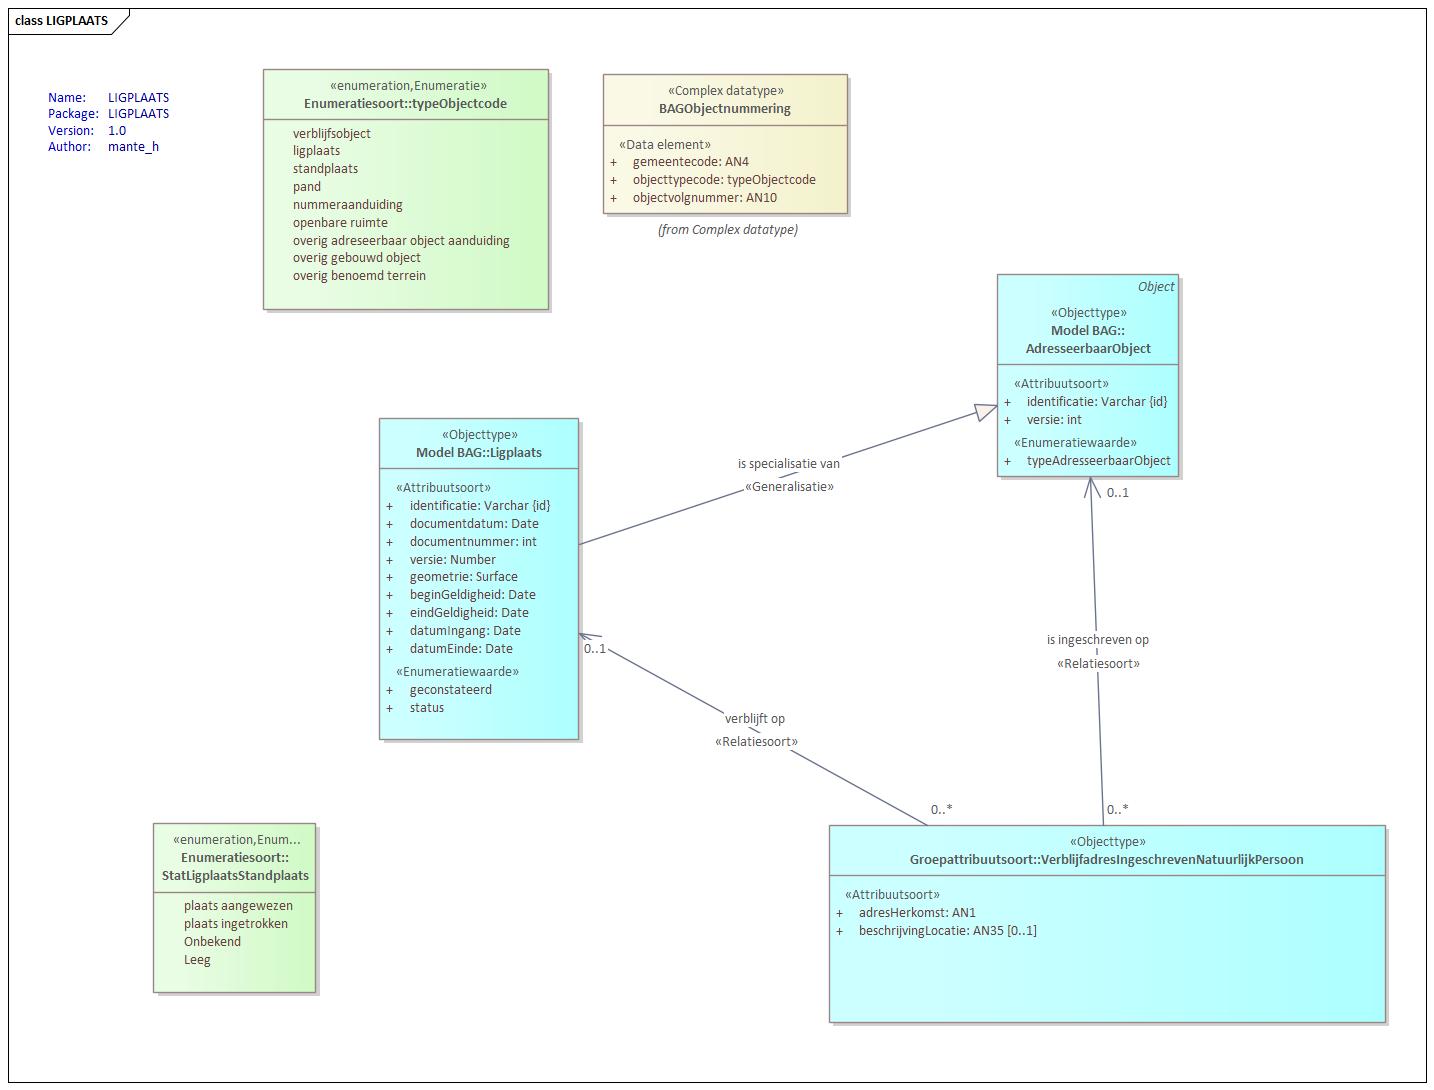 class LIGPLAATS
Name: LIGPLAATS
Package: LIGPLAATS
Version: 1.0
Author: mante_h
«enumeration,Enumeratie»
Enumeratiesoort::typeObjectcode
verblijfsobject
ligplaats
standplaats
pand
nummeraanduiding
openbare ruimte
overig adreseerbaar object aanduiding
overig gebouwd object
overig benoemd terrein
«Complex datatype»
BAGObjectnummering
«Data element»
+ gemeentecode: AN4
+ objecttypecode: typeObjectcode
+ objectvolgnummer: AN10
(from Complex datatype)
Object
«Objecttype»
Model BAG::
AdresseerbaarObject
«Attribuutsoort»
+ identificatie: Varchar {id}
+ versie: int
«Enumeratiewaarde»
+ typeAdresseerbaarObject
«Objecttype»
Model BAG::Ligplaats
«Attribuutsoort»
+ identificatie: Varchar {id}
+ documentdatum: Date
+ documentnummer: int
+ versie: Number
+ geometrie: Surface
+ beginGeldigheid: Date
+ eindGeldigheid: Date
+ datumIngang: Date
+ datumEinde: Date
«Enumeratiewaarde»
+ geconstateerd
+ status
is specialisatie van
«Generalisatie»
0..1
is ingeschreven op
«Relatiesoort»
0..*
0..1
verblijft op
«Relatiesoort»
0..*
«enumeration,Enum...
Enumeratiesoort::
StatLigplaatsStandplaats
plaats aangewezen
plaats ingetrokken
Onbekend
Leeg
«Objecttype»
Groepattribuutsoort::VerblijfadresIngeschrevenNatuurlijkPersoon
«Attribuutsoort»
+ adresHerkomst: AN1
+ beschrijvingLocatie: AN35 [0..1]